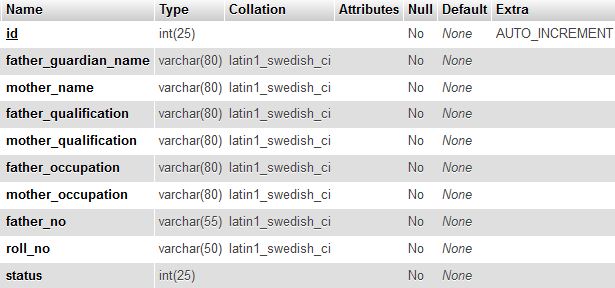 Name Type Collation Attributes Null Default Extra
id int(25) No None AUTO_INCREMENT
father_guardian_name varchar(80) latin1_swedish_ci No None
mother_name varchar(80) latin1_swedish_ci No None
father_qualification varchar(80) latin1_swedish_ci No None
mother_qualification varchar(80) latin1_swedish_ci No None
father_occupation varchar(80) latin1_swedish_ci No None
mother_occupation varchar(80) latin1_swedish_ci No None
father_no varchar(55) latin1_swedish_ci No None
roll_no varchar(50) latin1_swedish_ci No None
status int(25) No None